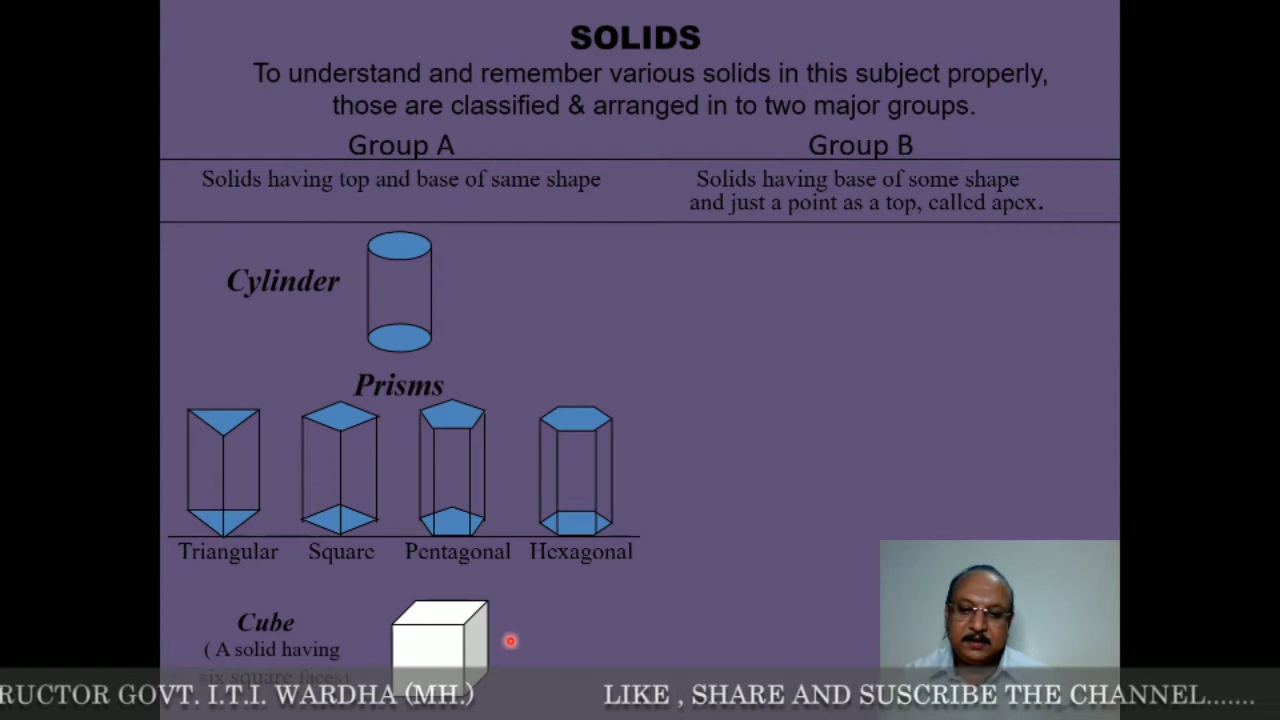 SOLIDS
To understand and remember various solids in this subject properly,
those are classified & arranged in to two major groups.
Group A
Group B
Solids having top and base of same shape
Solids having base of some shape
and just a point as a top, called apex.
Cylinder
Prisms
Triangular Square Pentagonal Hexagonal
Cube
( A solid having
six square faces)
RUCTOR GOVT. I.T.I. WARDHA (MH.) LIKE , SHARE AND SUSCRIBE THE CHANNEL.......